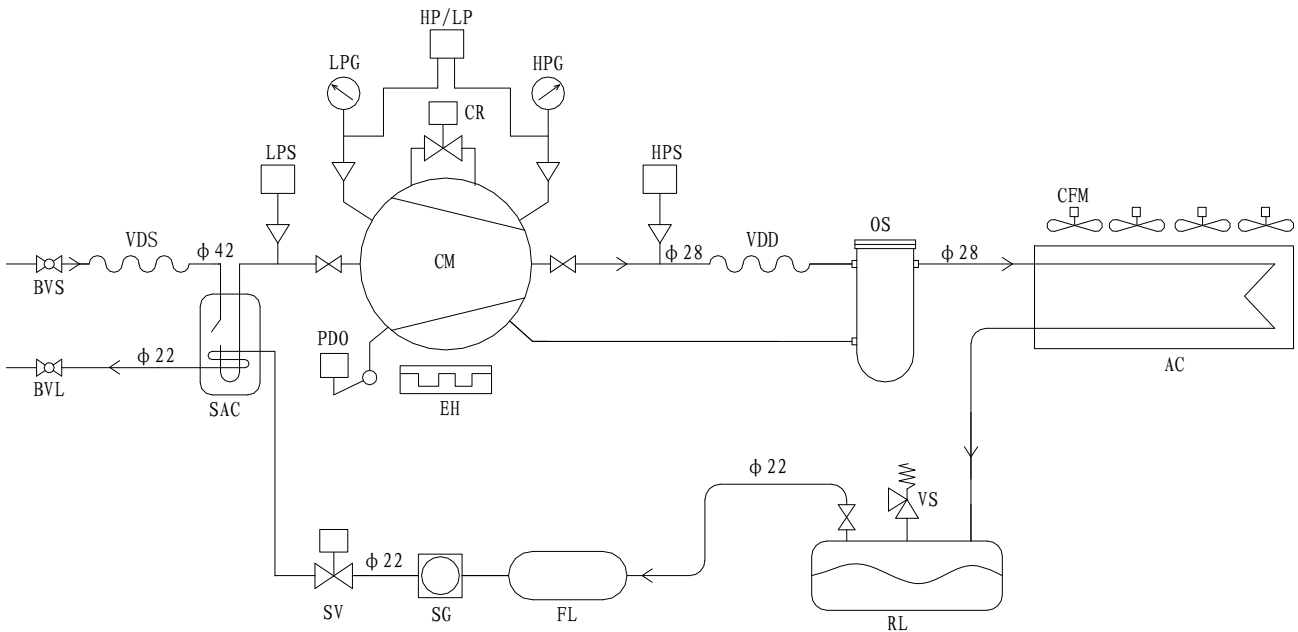 HP/LP
LPG
HPG
CR
LPS
HPS
CFM
OS
VDS
ϕ42
CM
ϕ28
VDD
ϕ28
BVS
PDO
ϕ22
BVL
EH
SAC
AC
ϕ22
VS
ϕ22
SV
SG
FL
RL